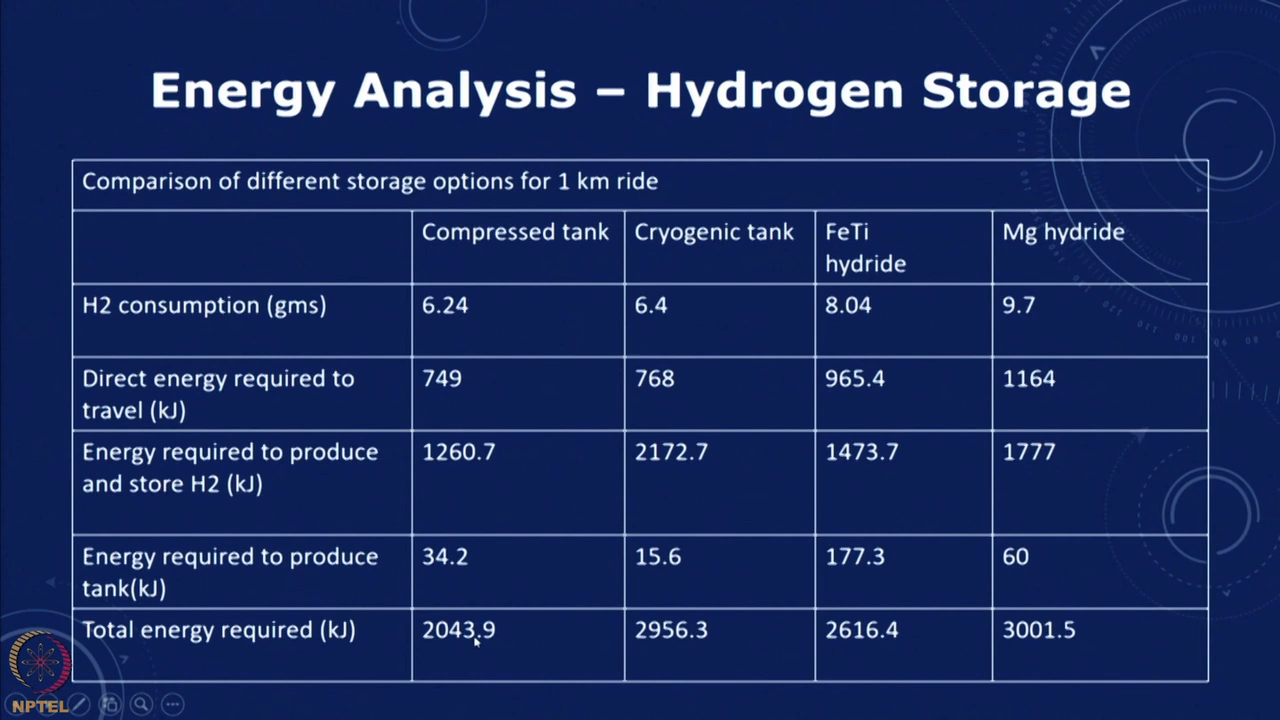 Energy Analysis – Hydrogen Storage
Comparison of different storage options for 1 km ride
Compressed tank Cryogenic tank FeTi hydride Mg hydride
H2 consumption (gms) 6.24 6.4 8.04 9.7
Direct energy required to travel (kJ) 749 768 965.4 1164
Energy required to produce and store H2 (kJ) 1260.7 2172.7 1473.7 1777
Energy required to produce tank(kJ) 34.2 15.6 177.3 60
Total energy required (kJ) 2043.9 2956.3 2616.4 3001.5
NPTEL